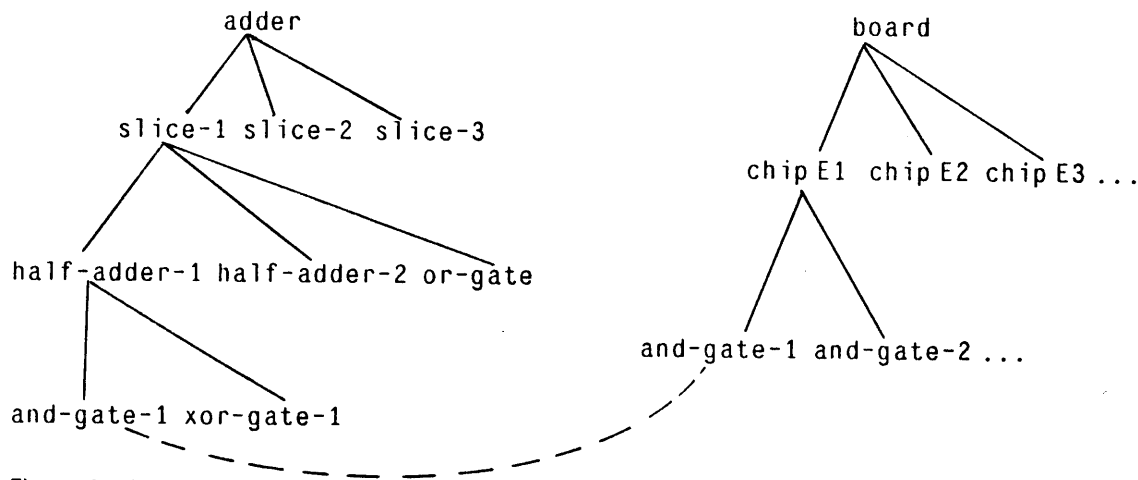 adder
slice-1 slice-2 slice-3
half-adder-1 half-adder-2 or-gate
and-gate-1 xor-gate-1
board
chip E1 chip E2 chip E3 ...
and-gate-1 and-gate-2 ...